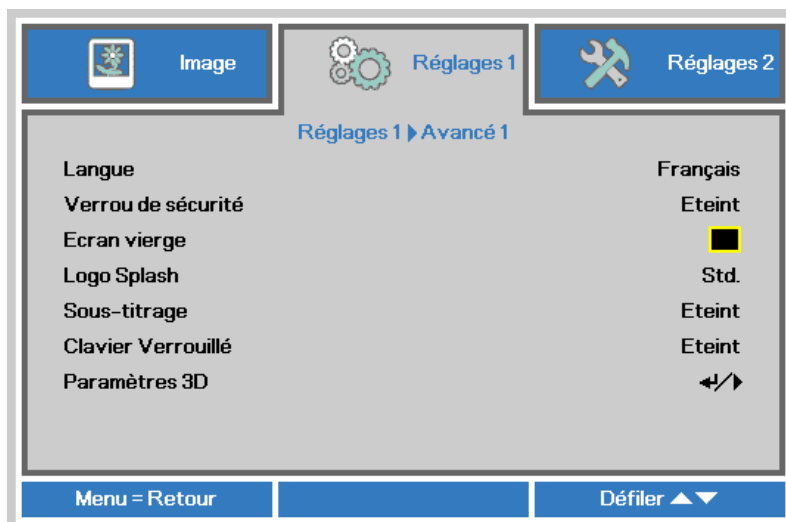 Image
Réglages 1
Réglages 2
Réglages 1 Avancé 1
Langue Français
Verrou de sécurité Eteint
Ecran vierge
Logo Splash Std.
Sous-titrage Eteint
Clavier Verrouillé Eteint
Paramètres 3D
Menu = Retour
Défiler